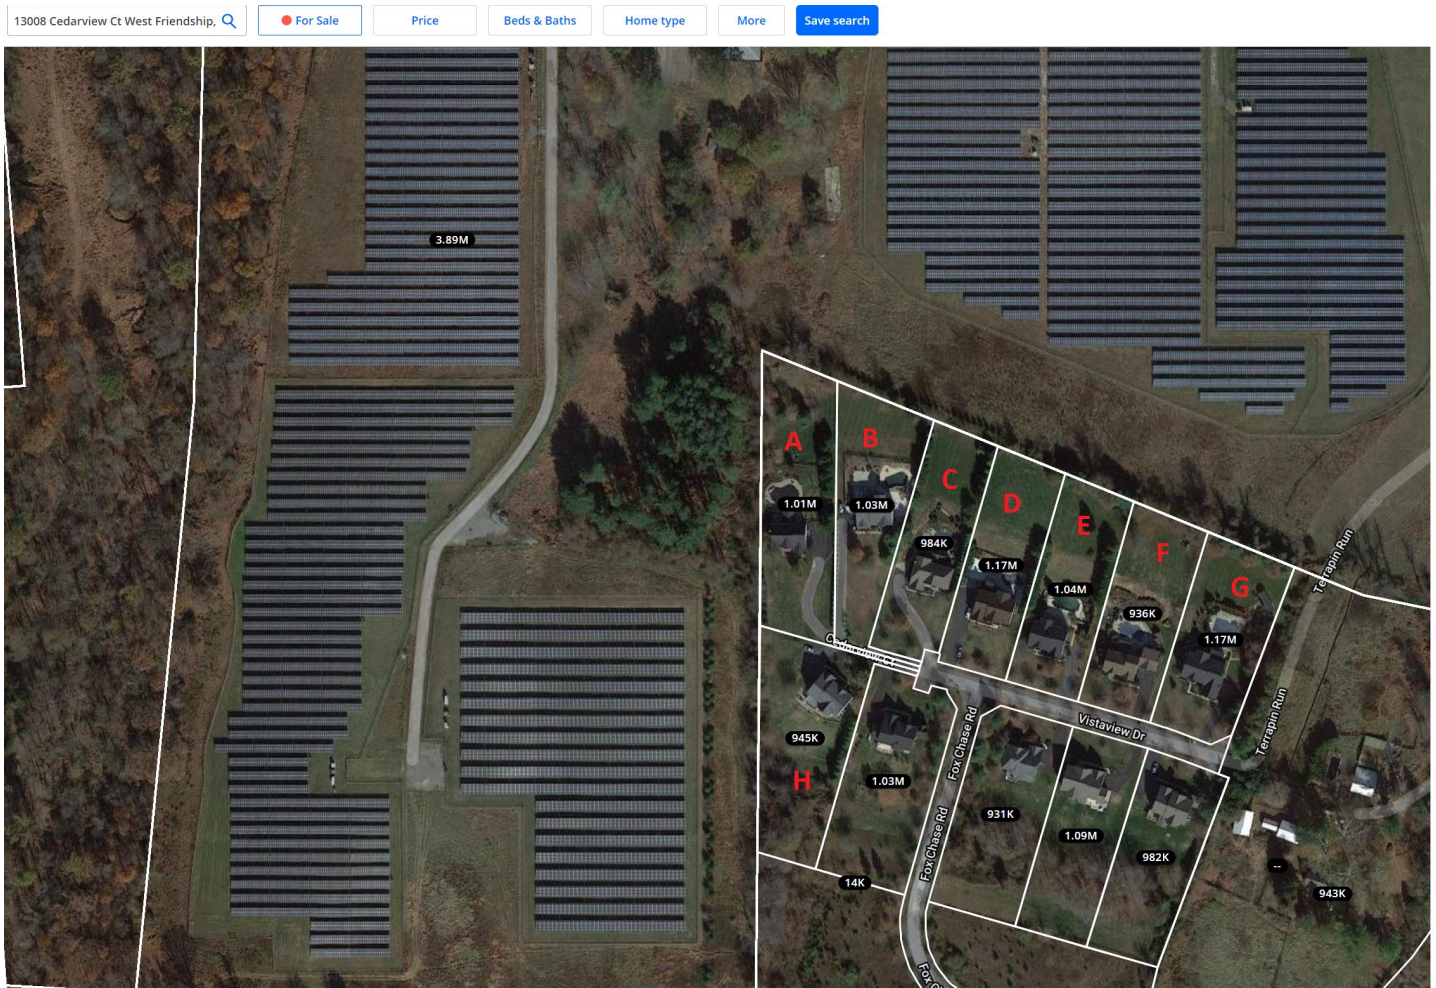 13008 Cedarview Ct West Friendship,
For Sale
Price
Beds & Baths
Home type
More
Save search
3.89M
A
B
C
D
E
F
G
1.01M
1.03M
984K
1.17M
1.04M
936K
1.17M
Terrapin Run
Cedarview Ct
Terrapin Run
Vistaview Dr
Fox Chase Rd
945K
H
1.03M
931K
1.09M
982K
Fox Chase Rd
14K
--
943K